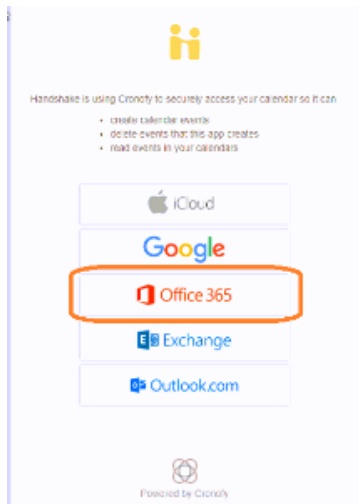 Handshake is using Cronofy to securely access your calendar so it can
create calendar events
delete events that this app creates
read events in your calendars
iCloud
Google
Office 365
Exchange
Outlook.com
Powered by Cronofy